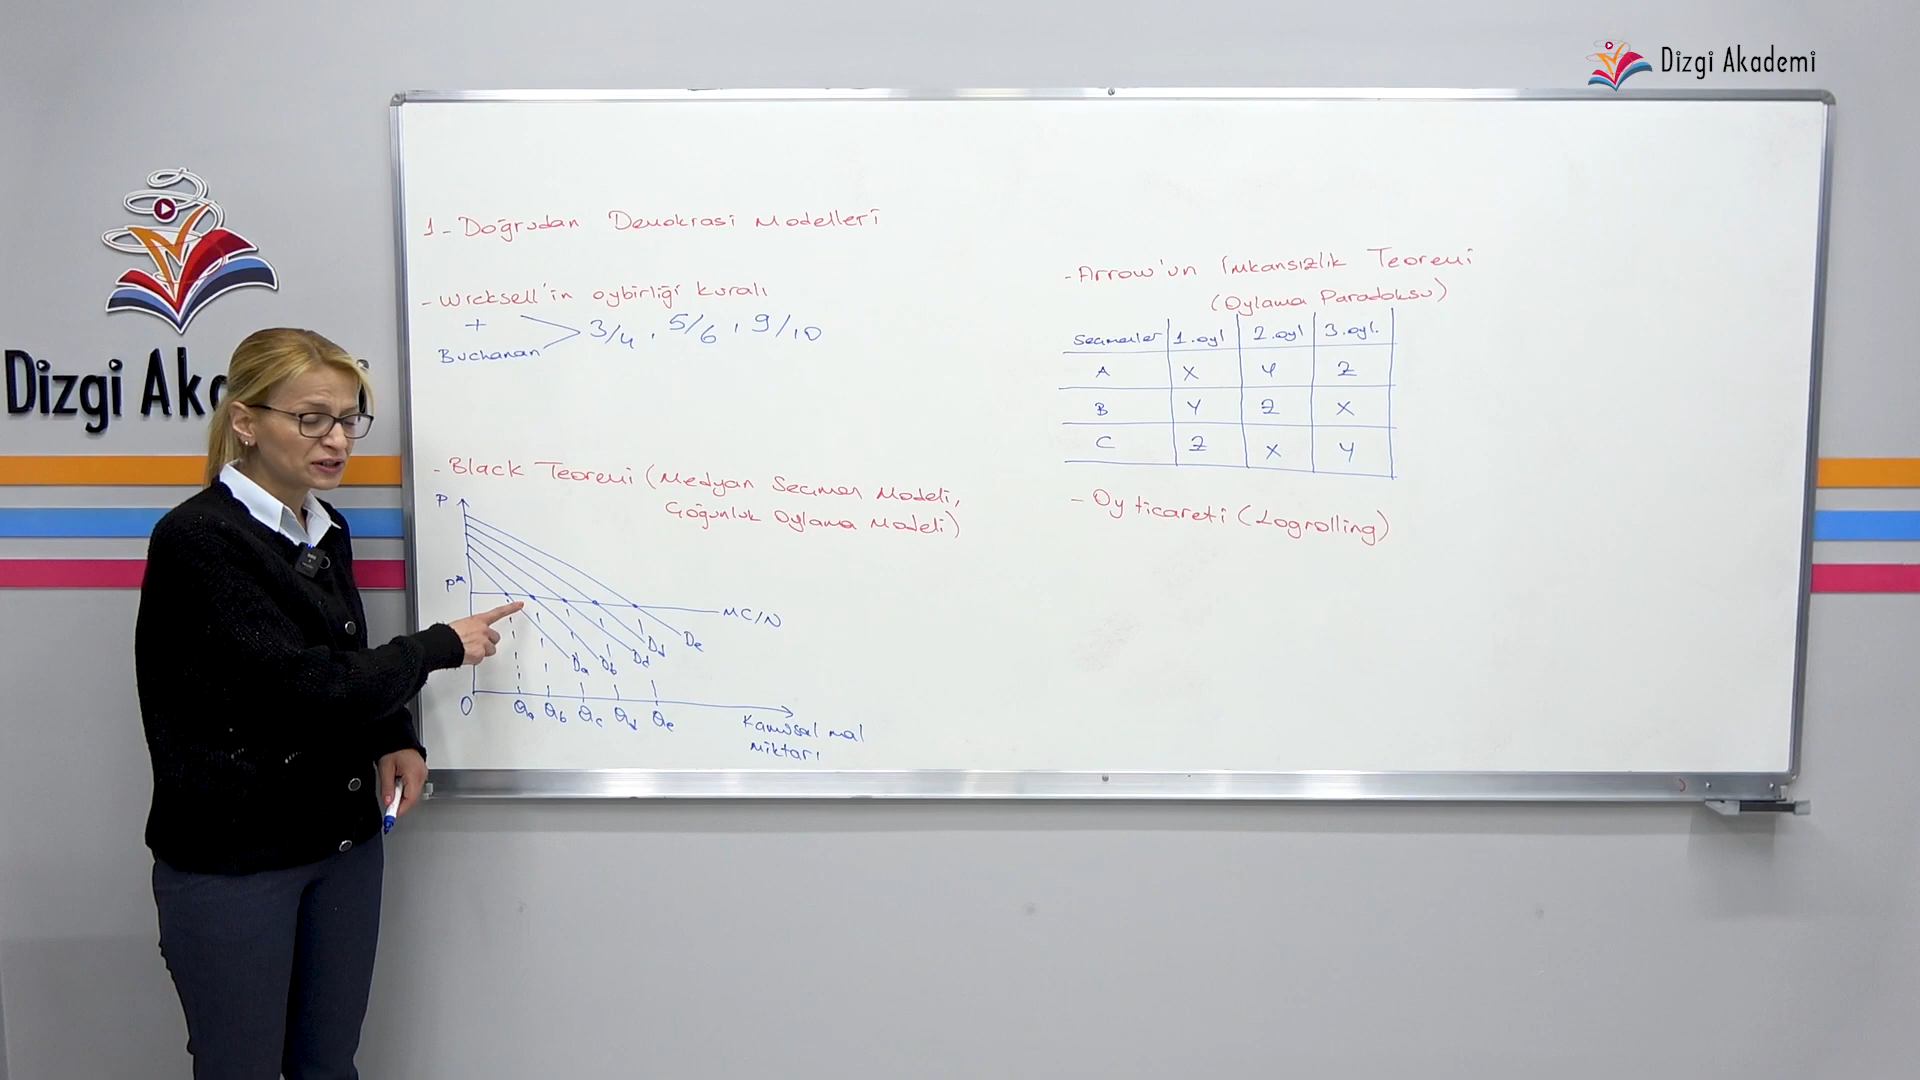 Dizgi Akademi
Dizgi Ak
1- Doğrudan Demokrasi Modelleri
- Wicksell'in oybirliği kuralı
+
Buchanan
3/4, 5/6, 9/10
- Black Teoremi (Medyan Seçmen Modeli,
Çoğunluk Oylama Modeli)
P
P*
MC/N
Da Db Dd Dd De
O
Qa Qb Qc Qd Qe
Kamusal mal
miktarı
- Arrow'un İmkansızlık Teoremi
(Oylama Paradoksu)
Seçmenler 1.oyl 2.oyl 3.oyl.
A X Y Z
B Y Z X
C Z X Y
- Oy ticareti (Logrolling)